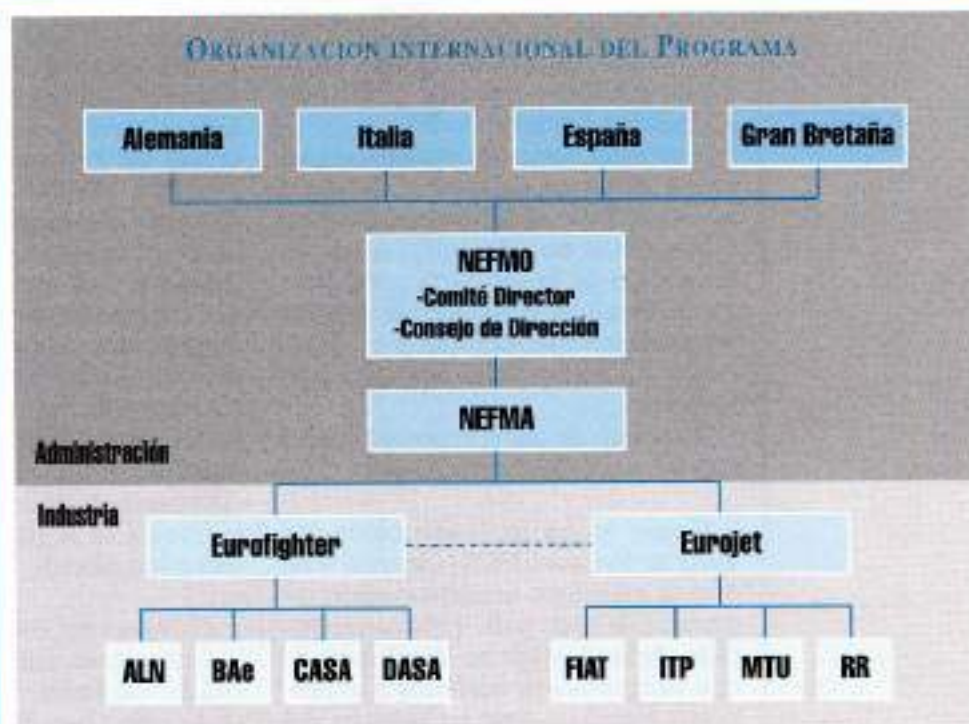 ORGANIZACION INTERNACIONAL DEL PROGRAMA
Alemania
Italia
España
Gran Bretaña
NEFMO
-Comité Director
-Consejo de Dirección
NEFMA
Administración
Industria
Eurofighter
Eurojet
ALN
BAe
CASA
DASA
FIAT
ITP
MTU
RR